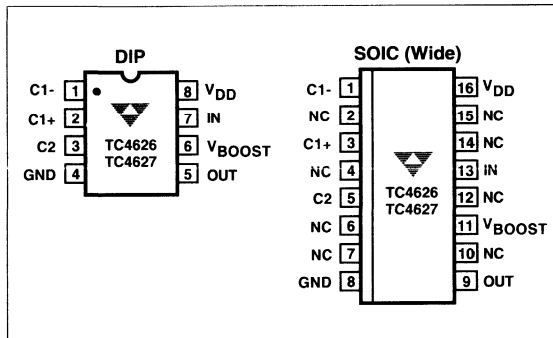 DIP
C1- 1
C1+ 2
C2 3
GND 4
8 VDD
7 IN
6 VBOOST
5 OUT
TC4626
TC4627
SOIC (Wide)
C1- 1
NC 2
C1+ 3
NC 4
C2 5
NC 6
NC 7
GND 8
16 VDD
15 NC
14 NC
13 IN
12 NC
11 VBOOST
10 NC
9 OUT
TC4626
TC4627